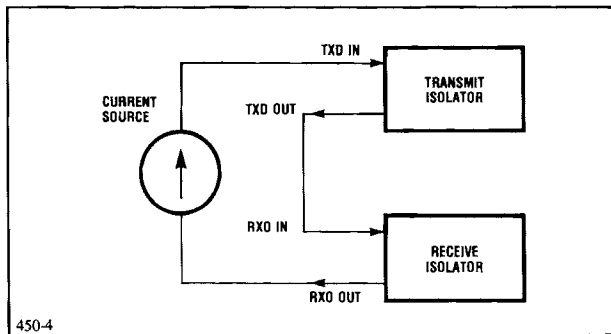 TXD IN
TRANSMIT
ISOLATOR
CURRENT
SOURCE
TXD OUT
RXD IN
RECEIVE
ISOLATOR
RXD OUT
450-4